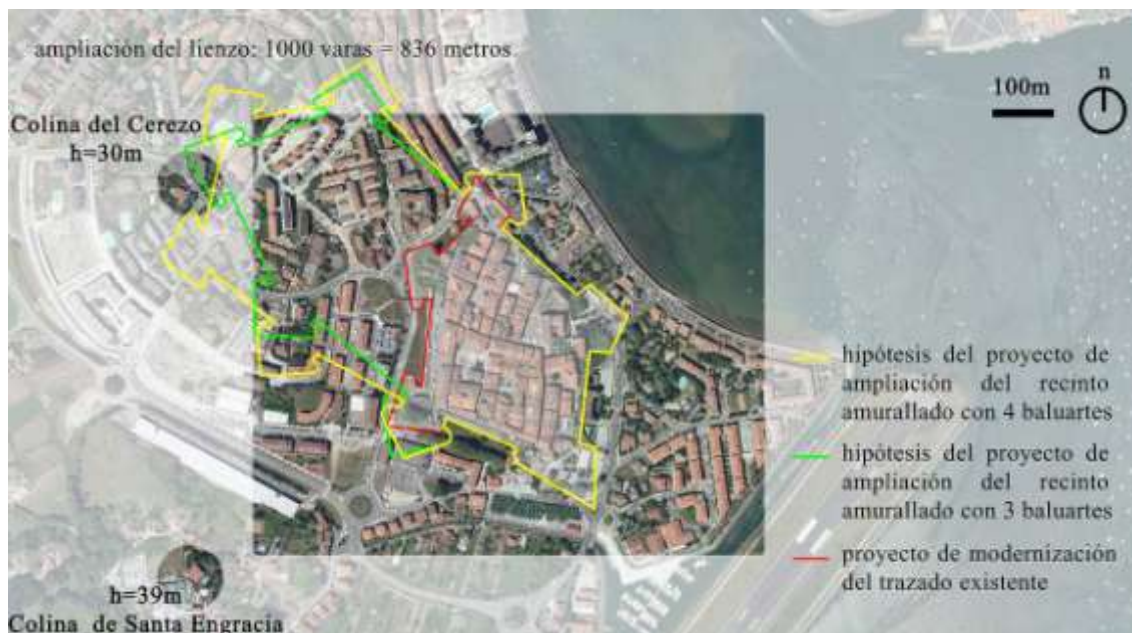 ampliación del lienzo: 1000 varas = 836 metros
Colina del Cerezo
h=30m
100m
n
hipótesis del proyecto de
ampliación del recinto
amurallado con 4 baluartes
hipótesis del proyecto de
ampliación del recinto
amurallado con 3 baluartes
proyecto de modernización
del trazado existente
h=39m
Colina de Santa Engracia